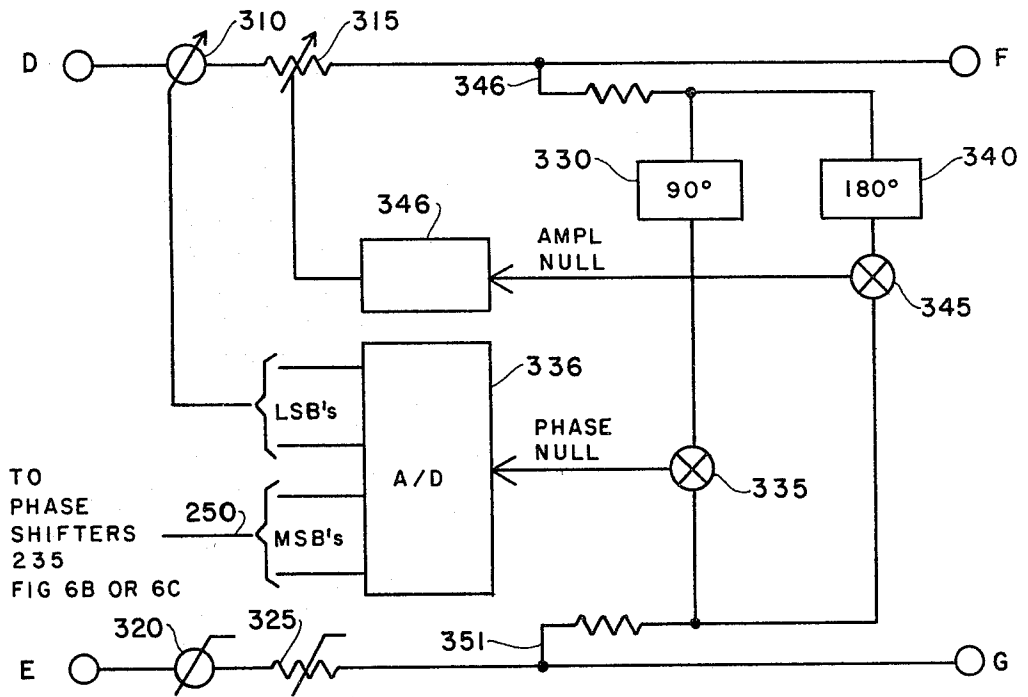 310
315
D
F
346
330
340
90°
180°
346
AMPL
NULL
345
336
LSB's
PHASE
NULL
A/D
TO
PHASE
SHIFTERS
235
FIG 6B OR 6C
250
MSB's
335
320
325
351
E
G